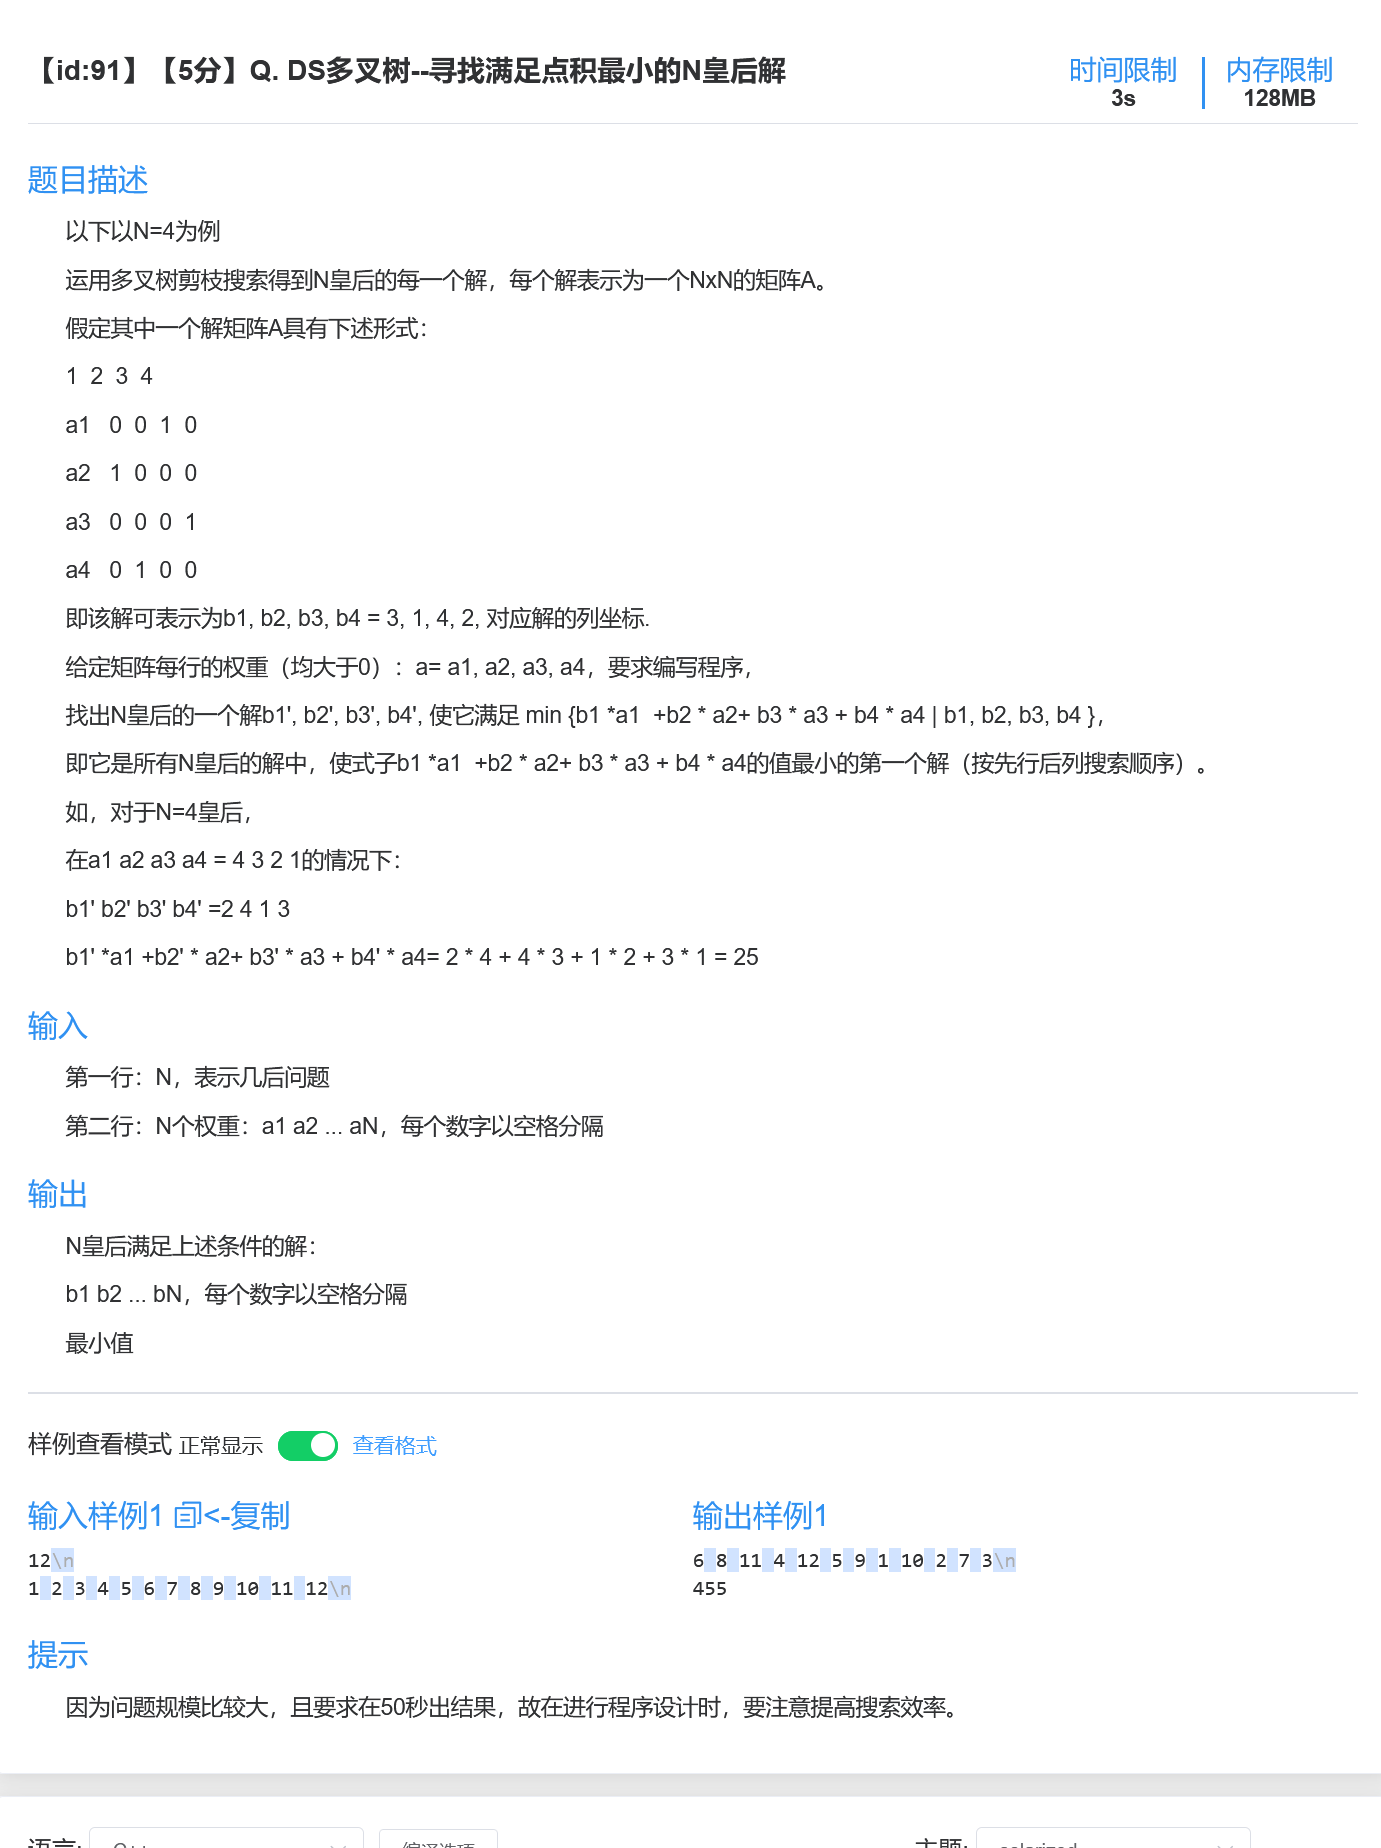 【id:91】【5分】Q. DS多叉树--寻找满足点积最小的N皇后解
时间限制
3s
内存限制
128MB
题目描述
以下以N=4为例
运用多叉树剪枝搜索得到N皇后的每一个解，每个解表示为一个NxN的矩阵A。
假定其中一个解矩阵A具有下述形式：
1 2 3 4
a1 0 0 1 0
a2 1 0 0 0
a3 0 0 0 1
a4 0 1 0 0
即该解可表示为b1, b2, b3, b4 = 3, 1, 4, 2, 对应解的列坐标.
给定矩阵每行的权重（均大于0）：a= a1, a2, a3, a4，要求编写程序，
找出N皇后的一个解b1', b2', b3', b4', 使它满足 min {b1 *a1 +b2 * a2+ b3 * a3 + b4 * a4 | b1, b2, b3, b4 }，
即它是所有N皇后的解中，使式子b1 *a1 +b2 * a2+ b3 * a3 + b4 * a4的值最小的第一个解（按先行后列搜索顺序）。
如，对于N=4皇后，
在a1 a2 a3 a4 = 4 3 2 1的情况下：
b1' b2' b3' b4' =2 4 1 3
b1' *a1 +b2' * a2+ b3' * a3 + b4' * a4= 2 * 4 + 4 * 3 + 1 * 2 + 3 * 1 = 25
输入
第一行：N，表示几后问题
第二行：N个权重：a1 a2 ... aN，每个数字以空格分隔
输出
N皇后满足上述条件的解：
b1 b2 ... bN，每个数字以空格分隔
最小值
样例查看模式 正常显示 查看格式
输入样例1 <-复制
12\n
1 2 3 4 5 6 7 8 9 10 11 12\n
输出样例1
6 8 11 4 12 5 9 1 10 2 7 3\n
455
提示
因为问题规模比较大，且要求在50秒出结果，故在进行程序设计时，要注意提高搜索效率。